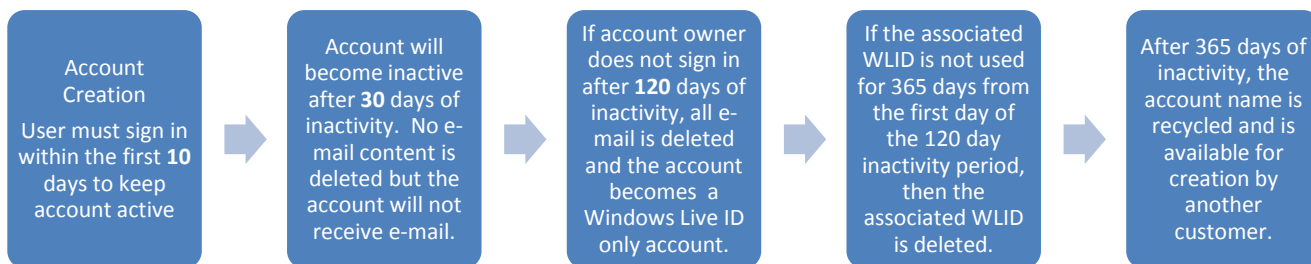 Account
Creation
User must sign in
within the first 10
days to keep
account active
Account will
become inactive
after 30 days of
inactivity. No e-
mail content is
deleted but the
account will not
receive e-mail.
If account owner
does not sign in
after 120 days of
inactivity, all e-
mail is deleted
and the account
becomes a
Windows Live ID
only account.
If the associated
WLID is not used
for 365 days from
the first day of
the 120 day
inactivity period,
then the
associated WLID
is deleted.
After 365 days of
inactivity, the
account name is
recycled and is
available for
creation by
another
customer.